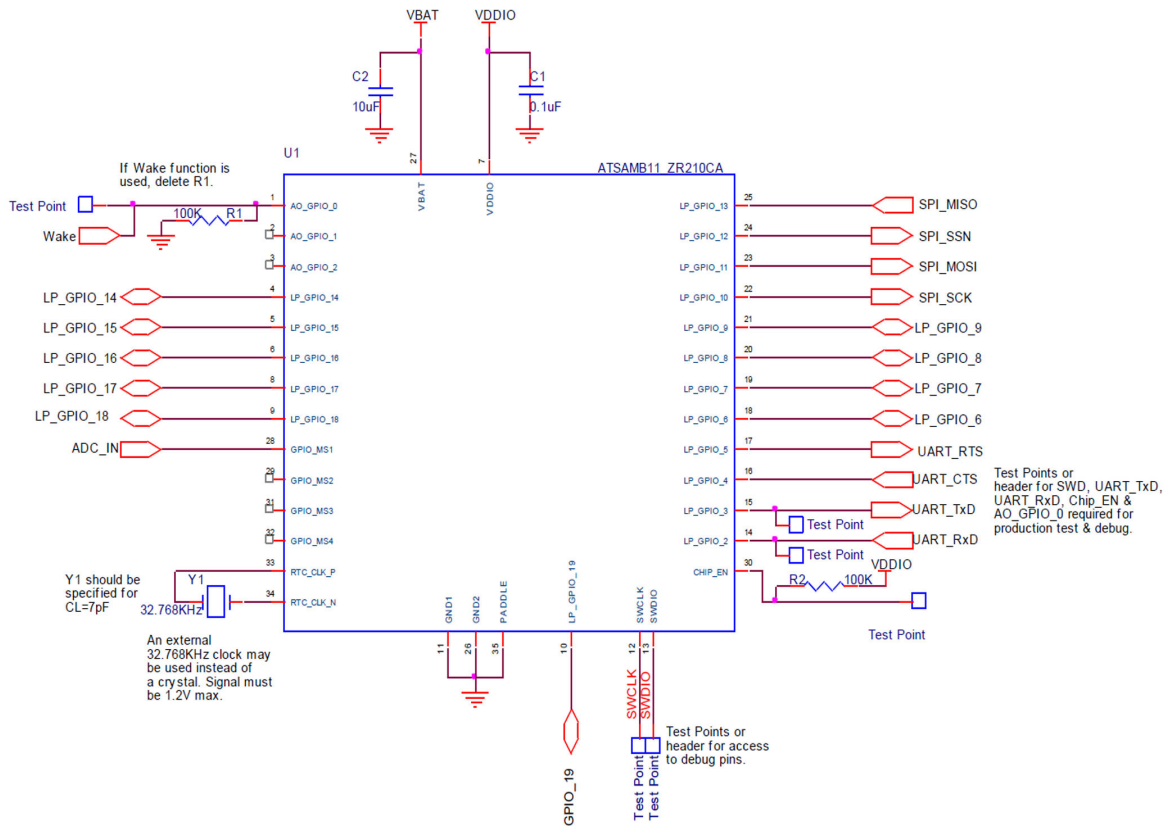 VBAT
VDDIO
C2
10uF
C1
0.1uF
27
7
U1
ATSAMB11_ZR210CA
VBAT
VDDIO
If Wake function is
used, delete R1.
Test Point
Wake
100K
R1
1
AO_GPIO_0
2
AO_GPIO_1
3
AO_GPIO_2
LP_GPIO_14
4
LP_GPIO_14
LP_GPIO_15
5
LP_GPIO_15
LP_GPIO_16
6
LP_GPIO_16
LP_GPIO_17
8
LP_GPIO_17
LP_GPIO_18
9
LP_GPIO_18
ADC_IN
28
GPIO_MS1
29
GPIO_MS2
31
GPIO_MS3
32
GPIO_MS4
33
RTC_CLK_P
34
RTC_CLK_N
Y1 should be
specified for
CL=7pF
Y1
32.768KHz
An external
32.768KHz clock may
be used instead of
a crystal. Signal must
be 1.2V max.
LP_GPIO_13
25
SPI_MISO
LP_GPIO_12
24
SPI_SSN
LP_GPIO_11
23
SPI_MOSI
LP_GPIO_10
22
SPI_SCK
LP_GPIO_9
21
LP_GPIO_9
LP_GPIO_8
20
LP_GPIO_8
LP_GPIO_7
19
LP_GPIO_7
LP_GPIO_6
18
LP_GPIO_6
LP_GPIO_5
17
UART_RTS
LP_GPIO_4
16
UART_CTS
LP_GPIO_3
15
UART_TxD
Test Point
LP_GPIO_2
14
UART_RxD
Test Point
CHIP_EN
30
R2
100K
VDDIO
Test Point
Test Points or
header for SWD, UART_TxD,
UART_RxD, Chip_EN &
AO_GPIO_0 required for
production test & debug.
GND1
GND2
PADDLE
LP_GPIO_19
SWCLK
SWDIO
11
26
35
10
12
13
SWCLK
SWDIO
GPIO_19
Test Point
Test Point
Test Points or
header for access
to debug pins.